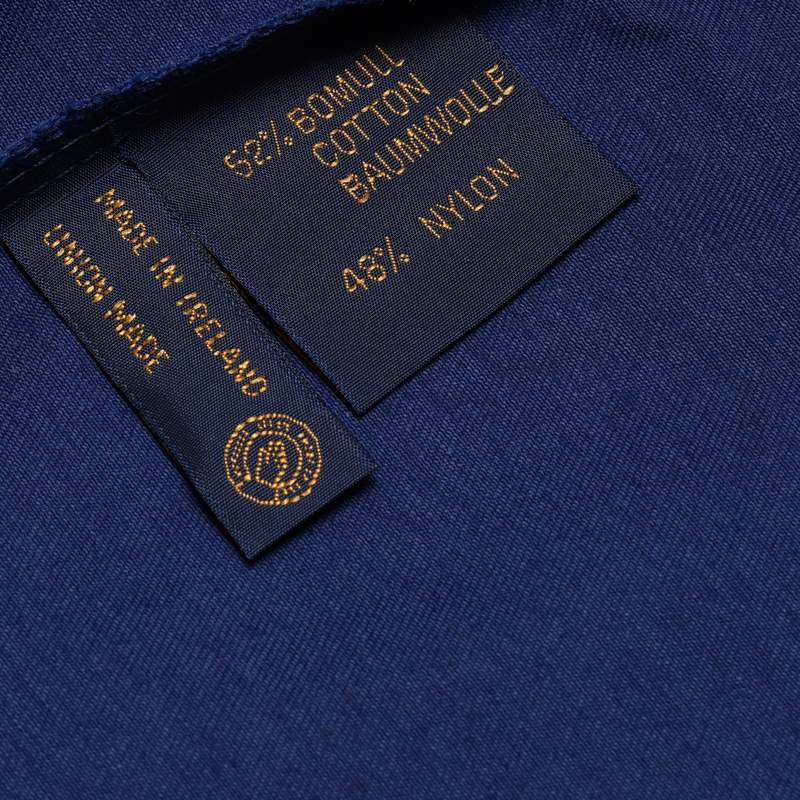 52% BOMULL
COTTON
BAUMWOLLE
48% NYLON
MADE IN IRELAND
UNION MADE